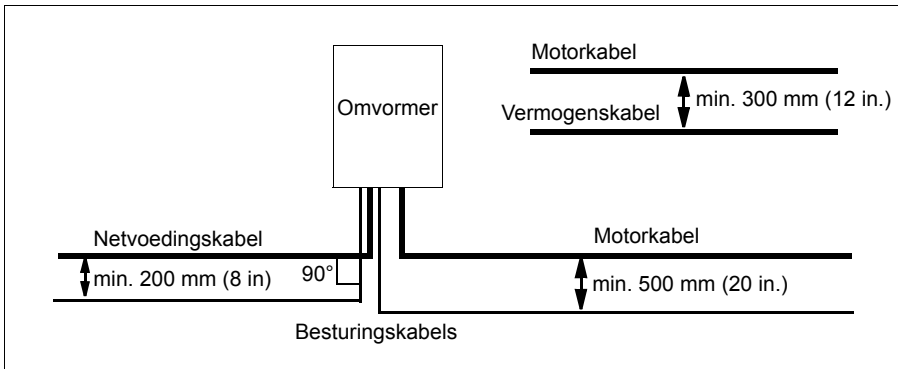 Omvormer
Motorkabel
min. 300 mm (12 in.)
Vermogenskabel
Netvoedingskabel
min. 200 mm (8 in)
90°
Motorkabel
min. 500 mm (20 in.)
Besturingskabels